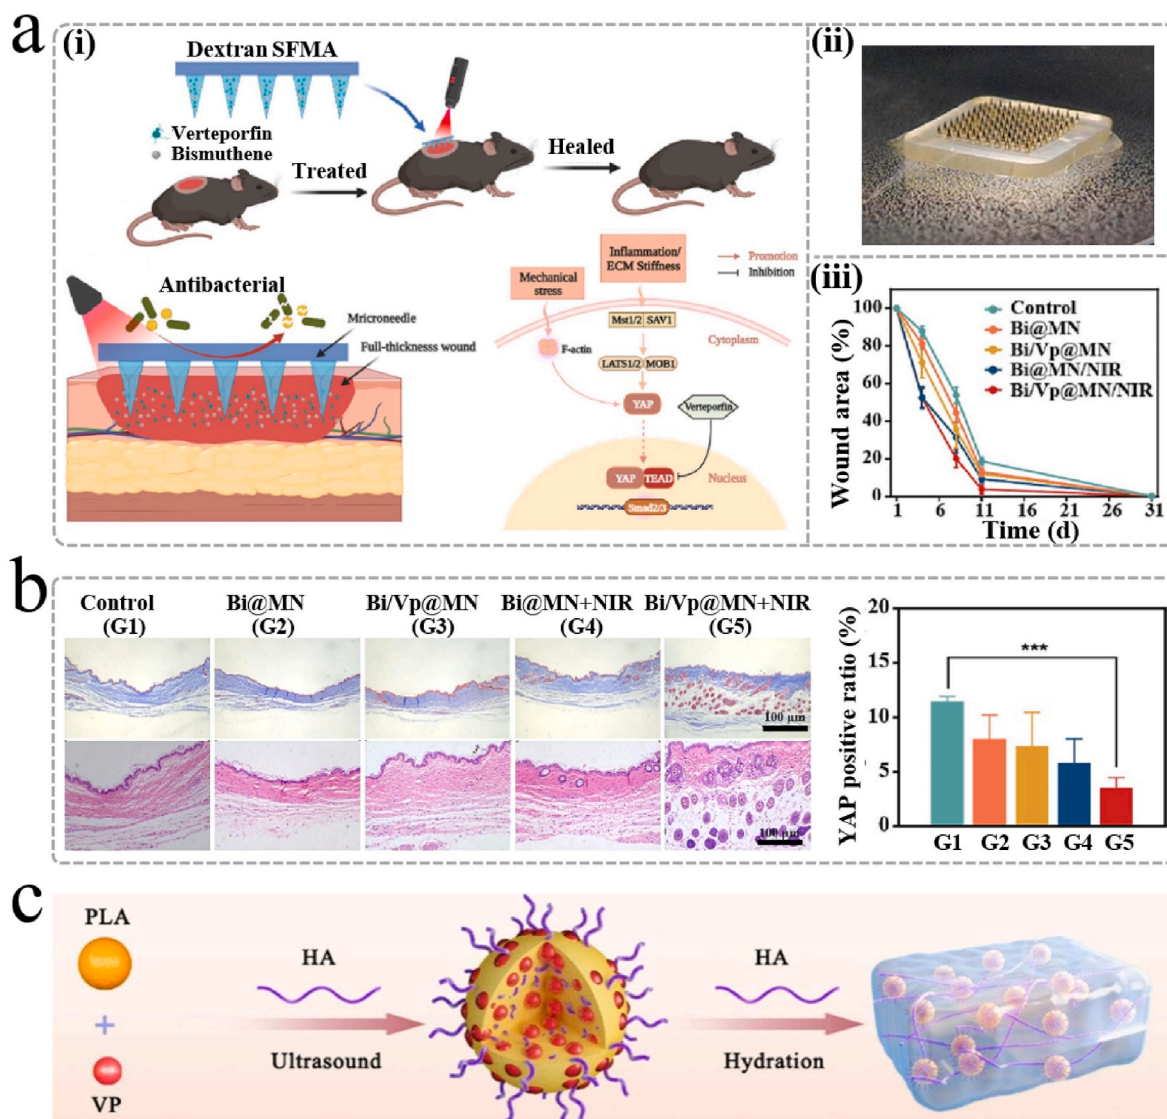 a
(i)
Dextran SFMA
Verteporfin
Bismuthene
Treated
Healed
Antibacterial
Mricroneedle
Full-thicknesss wound
Mechanical
stress
Inflammation/
ECM Stiffness
Promotion
Inhibition
Mst1/2 SAV1
Cytoplasm
F-actin
LATS1/2 MOB1
YAP
Verteporfin
YAP TEAD
Nucleus
Smad2/3
(ii)
(iii)
Wound area (%)
100
80
60
40
20
0
Control
Bi@MN
Bi/Vp@MN
Bi@MN/NIR
Bi/Vp@MN/NIR
1 6 11 16 21 26 31
Time (d)
b
Control Bi@MN Bi/Vp@MN Bi@MN+NIR Bi/Vp@MN+NIR
(G1) (G2) (G3) (G4) (G5)
100 μm
100 μm
YAP positive ratio (%)
20
15
10
5
0
***
G1 G2 G3 G4 G5
c
PLA
+
VP
HA
Ultrasound
HA
Hydration